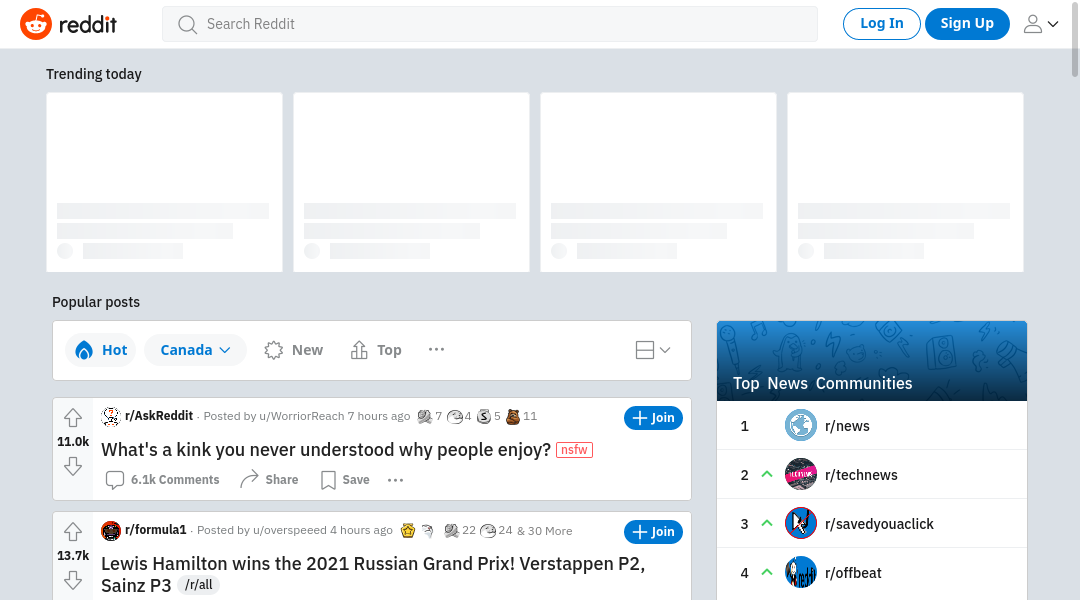 reddit
Search Reddit
Log In
Sign Up
Trending today
Popular posts
Hot
Canada
New
Top
r/AskReddit · Posted by u/WorriorReach 7 hours ago 7 4 S 5 11
Join
11.0k
What's a kink you never understood why people enjoy? nsfw
6.1k Comments
Share
Save
r/formula1 · Posted by u/overspeeed 4 hours ago 22 24 & 30 More
Join
13.7k
Lewis Hamilton wins the 2021 Russian Grand Prix! Verstappen P2,
Sainz P3 /r/all
Top News Communities
1 r/news
2 r/technews
3 r/savedyouaclick
4 r/offbeat